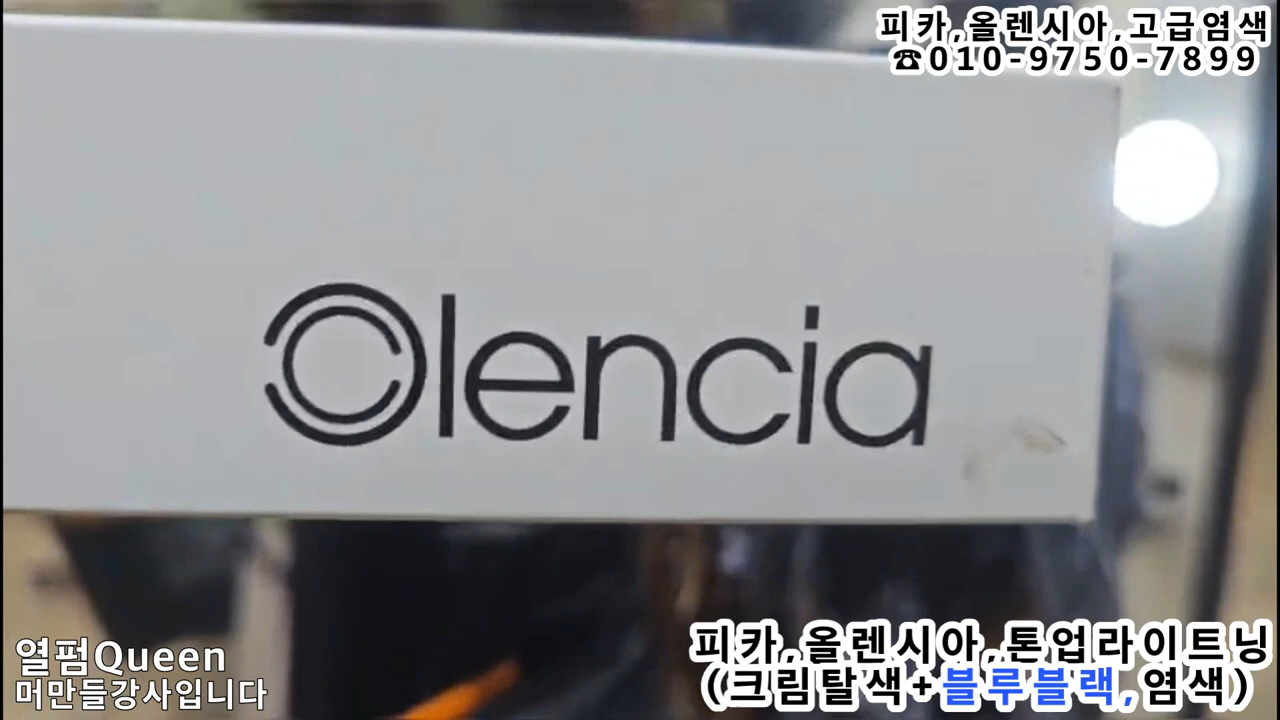 피카,올렌시아,고급염색
☎010-9750-7899
Olencia
열펌Queen
머만들강사입니다
피카,올렌시아,톤업라이트닝
(크림탈색+블루블랙,염색)